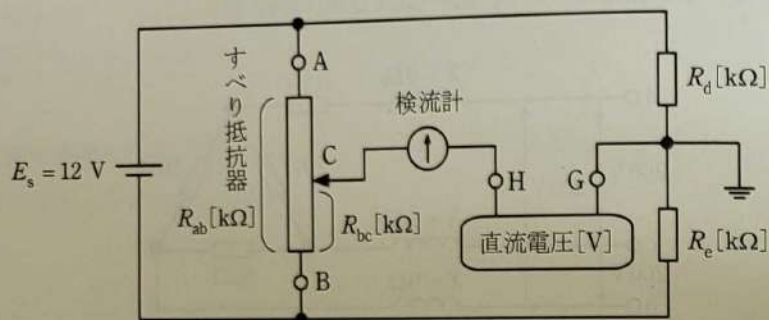 すべり抵抗器
A
R_d[kΩ]
検流計
C
E_s = 12 V
H
G
R_ab[kΩ]
R_bc[kΩ]
直流電圧[V]
R_e[kΩ]
B